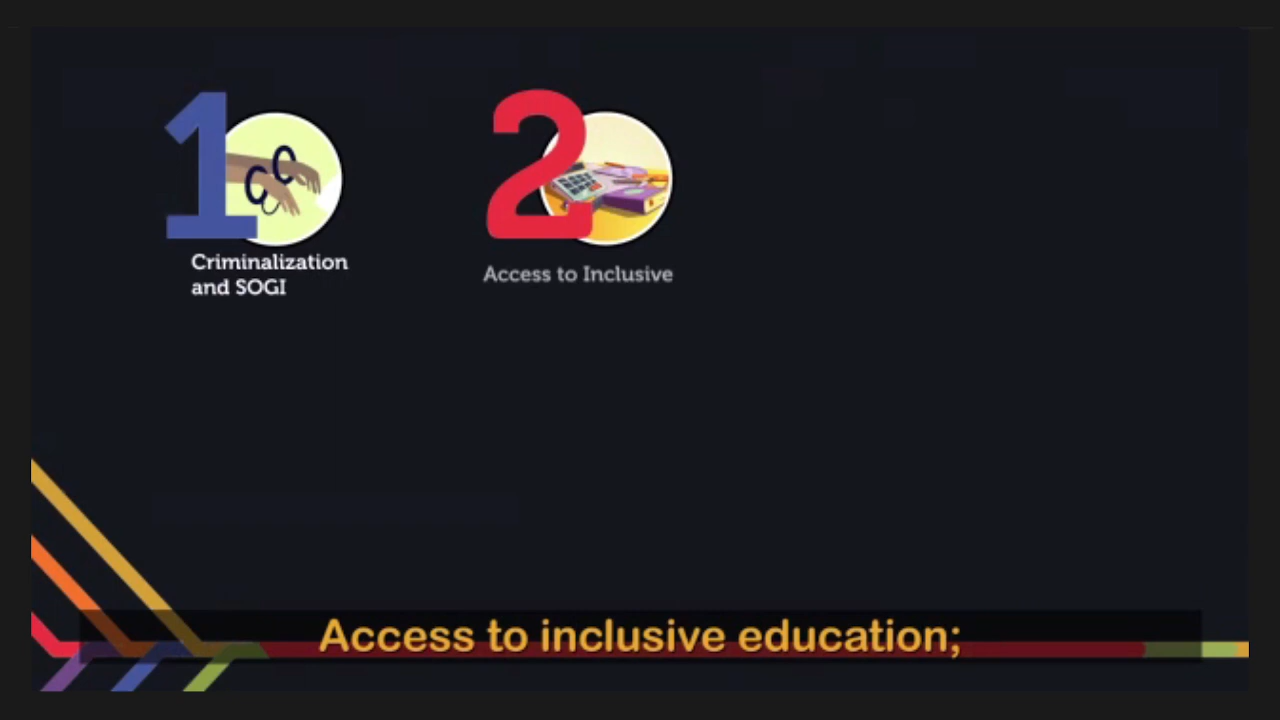 1
2
Criminalization
and SOGI
Access to Inclusive
Access to inclusive education;